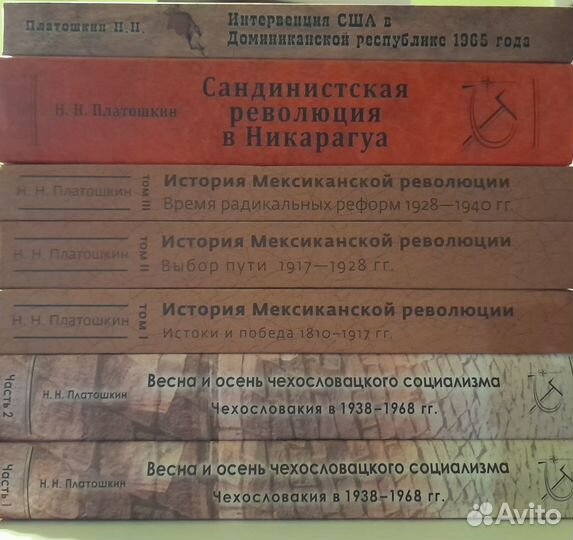 Платошкин Н.Н.
Интервенция США в
Доминиканской республике 1965 года
Н. Н. Платошкин
Сандинистская
революция
в Никарагуа
Н. Н. Платошкин
ТОМ III
История Мексиканской революции
Время радикальных реформ 1928—1940 гг.
Н. Н. Платошкин
ТОМ II
История Мексиканской революции
Выбор пути 1917—1928 гг.
Н. Н. Платошкин
ТОМ I
История Мексиканской революции
Истоки и победа 1810—1917 гг.
Часть 2
Н. Н. Платошкин
Весна и осень чехословацкого социализма
Чехословакия в 1938–1968 гг.
Часть 1
Н. Н. Платошкин
Весна и осень чехословацкого социализма
Чехословакия в 1938–1968 гг.
Avito